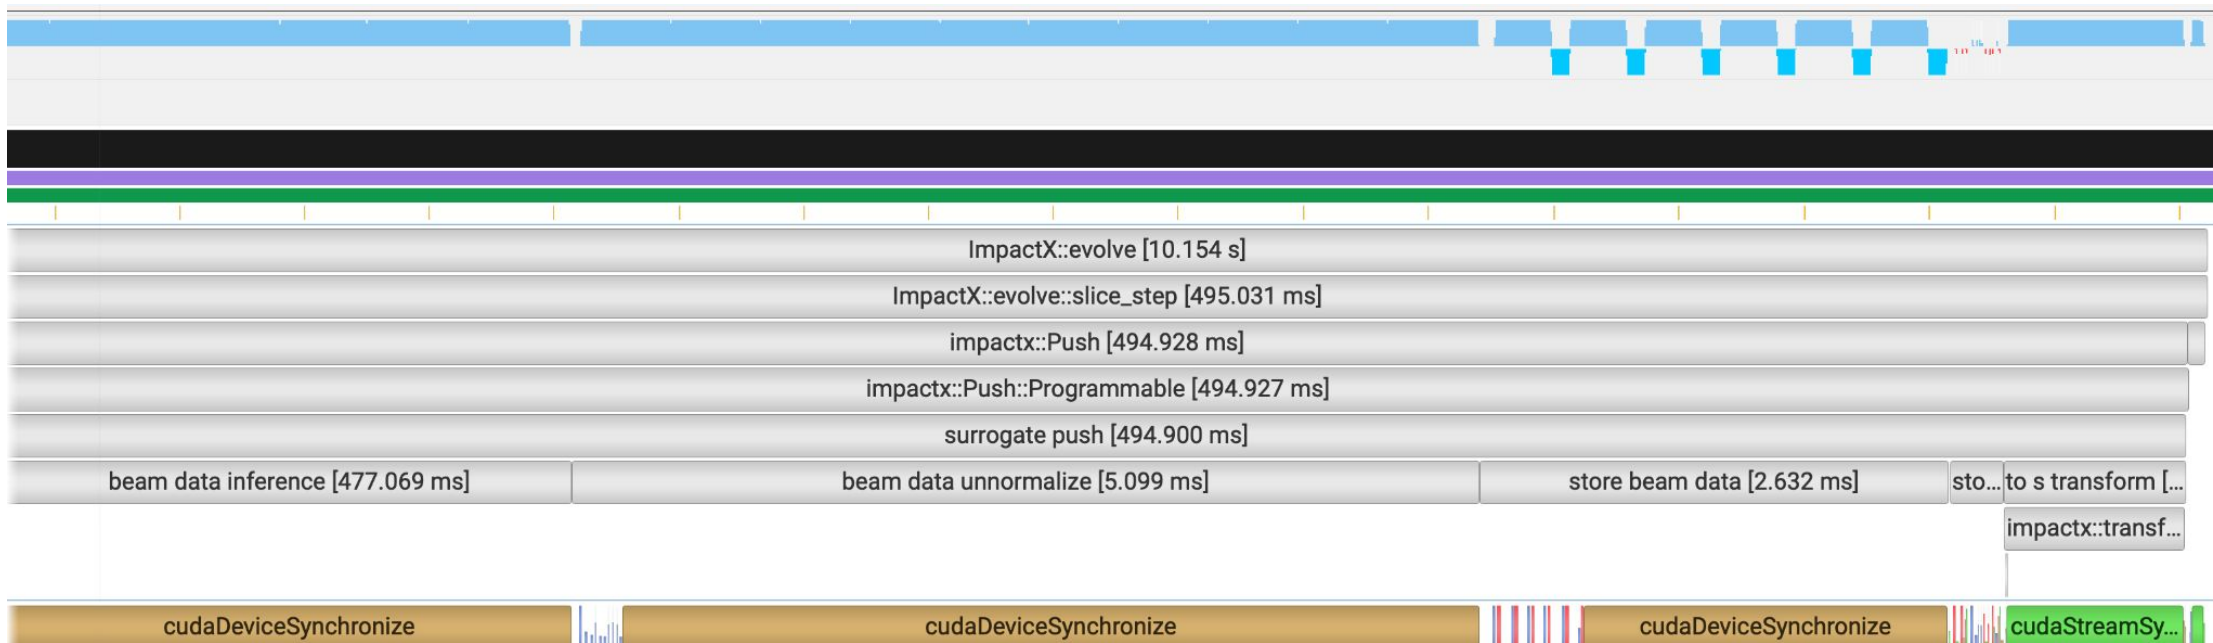 ImpactX::evolve [10.154 s]
ImpactX::evolve::slice_step [495.031 ms]
impactx::Push [494.928 ms]
impactx::Push::Programmable [494.927 ms]
surrogate push [494.900 ms]
beam data inference [477.069 ms] beam data unnormalize [5.099 ms] store beam data [2.632 ms] sto... to s transform [...
impactx::transf...
cudaDeviceSynchronize cudaDeviceSynchronize cudaDeviceSynchronize cudaStreamSy...